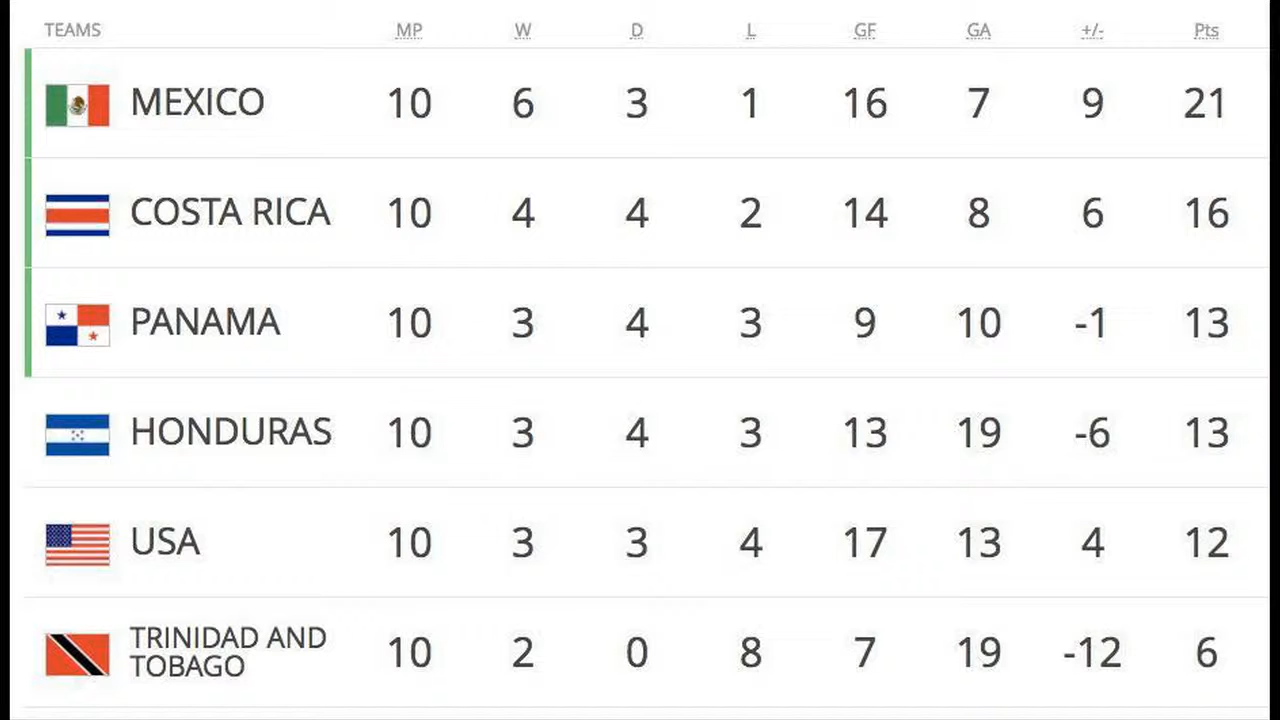 TEAMS MP W D L GF GA +/- Pts
MEXICO 10 6 3 1 16 7 9 21
COSTA RICA 10 4 4 2 14 8 6 16
PANAMA 10 3 4 3 9 10 -1 13
HONDURAS 10 3 4 3 13 19 -6 13
USA 10 3 3 4 17 13 4 12
TRINIDAD AND
TOBAGO 10 2 0 8 7 19 -12 6